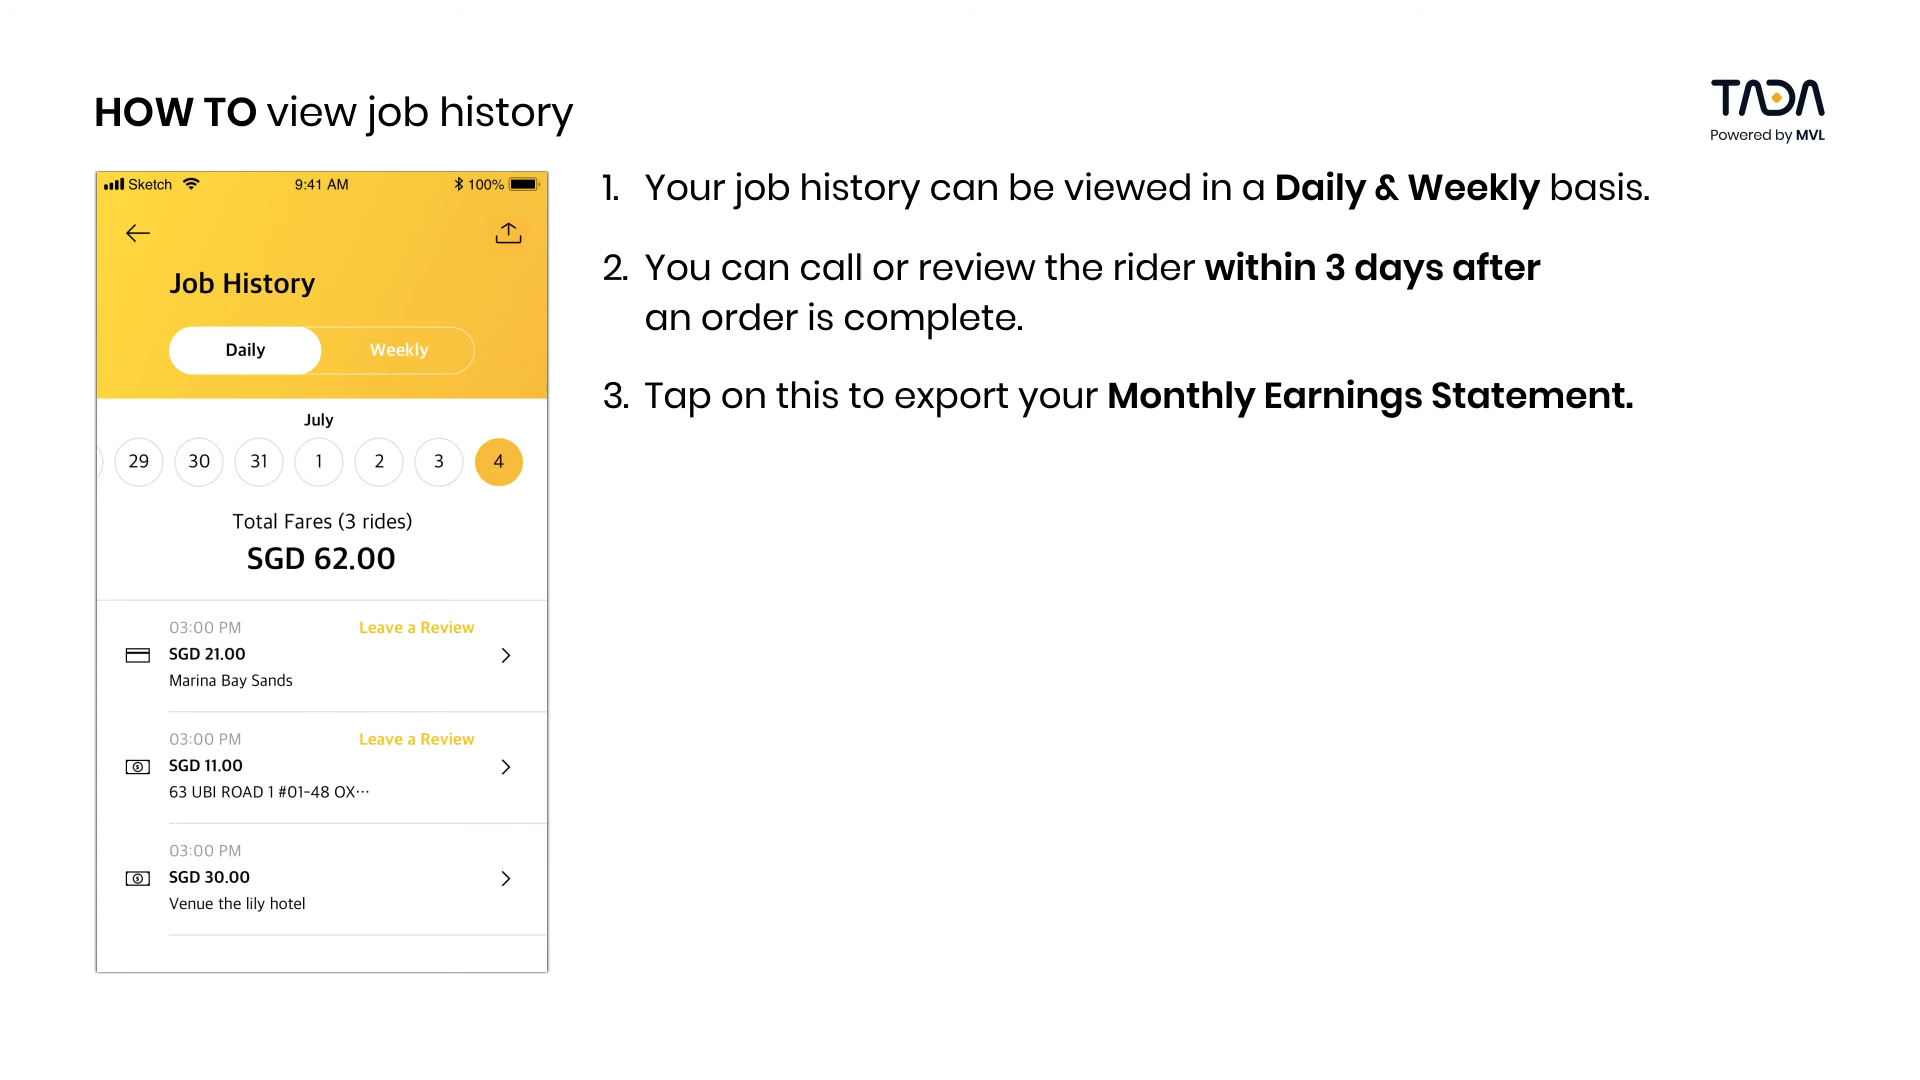 HOW TO view job history
TADA
Powered by MVL
Sketch 9:41 AM 100%
Job History
Daily Weekly
July
29 30 31 1 2 3 4
Total Fares (3 rides)
SGD 62.00
03:00 PM Leave a Review
SGD 21.00
Marina Bay Sands
03:00 PM Leave a Review
SGD 11.00
63 UBI ROAD 1 #01-48 OX···
03:00 PM
SGD 30.00
Venue the lily hotel
1. Your job history can be viewed in a Daily & Weekly basis.
2. You can call or review the rider within 3 days after
an order is complete.
3. Tap on this to export your Monthly Earnings Statement.